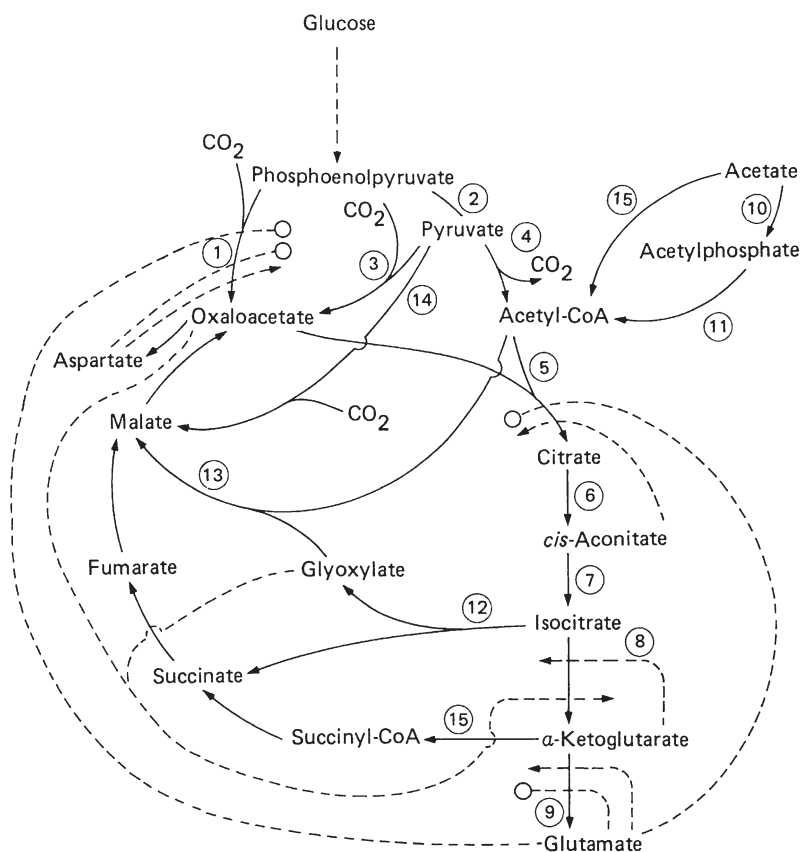 Glucose
CO2
Phosphoenolpyruvate
Acetate
2
15
10
CO2
Pyruvate
4
Acetylphosphate
1
3
CO2
14
Oxaloacetate
Acetyl-CoA
11
Aspartate
5
Malate
CO2
Citrate
13
6
cis-Aconitate
Fumarate
Glyoxylate
7
12
Isocitrate
8
Succinate
15
Succinyl-CoA
α-Ketoglutarate
9
Glutamate